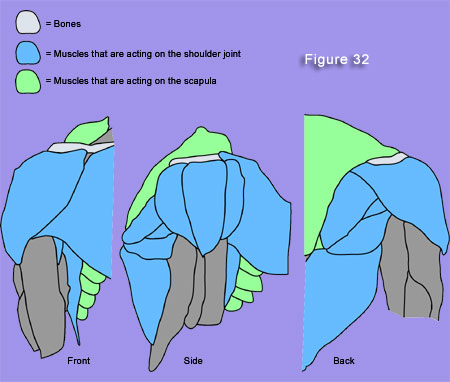 = Bones
= Muscles that are acting on the shoulder joint
Figure 32
= Muscles that are acting on the scapula
Front
Side
Back